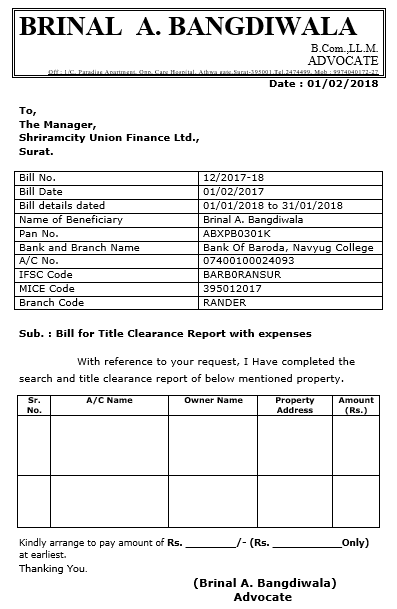 BRINAL A. BANGDIWALA
B.Com.,LL.M.
ADVOCATE
Off : 1/C, Paradise Apartment, Opp. Care Hospital, Athwa gate,Surat-395001.Tel.2474499, Mob : 9974040172-27
Date : 01/02/2018
To,
The Manager,
Shriramcity Union Finance Ltd.,
Surat.
Bill No. 12/2017-18
Bill Date 01/02/2017
Bill details dated 01/01/2018 to 31/01/2018
Name of Beneficiary Brinal A. Bangdiwala
Pan No. ABXPB0301K
Bank and Branch Name Bank Of Baroda, Navyug College
A/C No. 07400100024093
IFSC Code BARB0RANSUR
MICE Code 395012017
Branch Code RANDER
Sub. : Bill for Title Clearance Report with expenses
With reference to your request, I Have completed the
search and title clearance report of below mentioned property.
Sr. No. A/C Name Owner Name Property Address Amount (Rs.)
Kindly arrange to pay amount of Rs. _________/- (Rs. ____________Only)
at earliest.
Thanking You.
(Brinal A. Bangdiwala)
Advocate